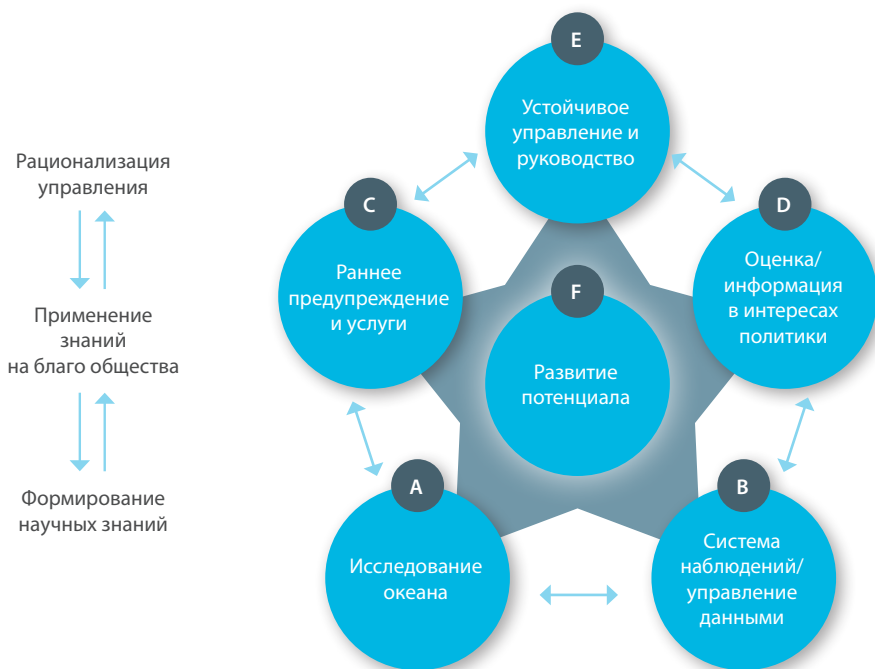 E
Устойчивое
управление и
руководство
Рационализация
управления
C
Раннее
предупреждение
и услуги
D
Оценка/
информация
в интересах
политики
F
Развитие
потенциала
Применение
знаний
на благо общества
Формирование
научных знаний
A
Исследование
океана
B
Система
наблюдений/
управление
данными